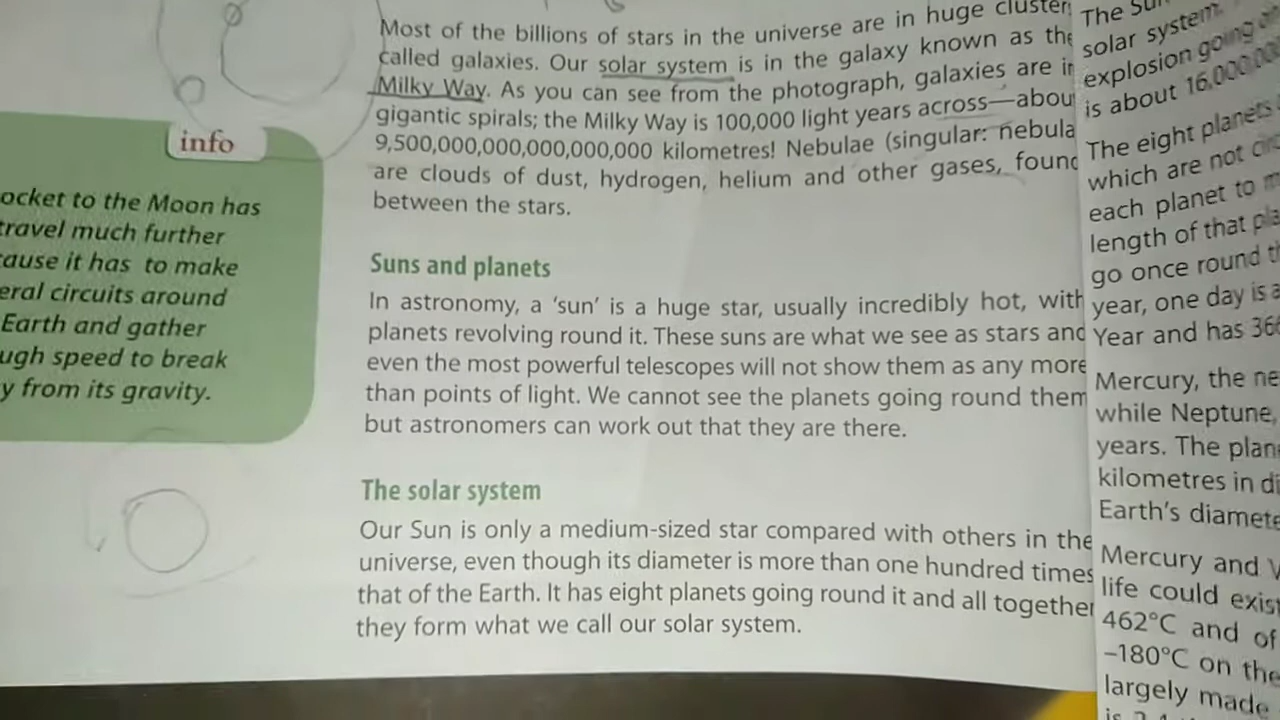 Most of the billions of stars in the universe are in huge cluster
called galaxies. Our solar system is in the galaxy known as the
Milky Way. As you can see from the photograph, galaxies are in
gigantic spirals; the Milky Way is 100,000 light years across—abou
9,500,000,000,000,000,000 kilometres! Nebulae (singular: nebula
are clouds of dust, hydrogen, helium and other gases, found
between the stars.
info
ocket to the Moon has
travel much further
cause it has to make
eral circuits around
Earth and gather
ugh speed to break
y from its gravity.
Suns and planets
In astronomy, a ‘sun’ is a huge star, usually incredibly hot, with
planets revolving round it. These suns are what we see as stars and
even the most powerful telescopes will not show them as any more
than points of light. We cannot see the planets going round them
but astronomers can work out that they are there.
The solar system
Our Sun is only a medium-sized star compared with others in the
universe, even though its diameter is more than one hundred times
that of the Earth. It has eight planets going round it and all together
they form what we call our solar system.
The Sun
solar system.
explosion going
is about 16,000,00
The eight planets
which are not circ
each planet to m
length of that pla
go once round th
year, one day is a
Year and has 36
Mercury, the ne
while Neptune,
years. The plan
kilometres in di
Earth’s diamete
Mercury and V
life could exis
462°C and of
–180°C on the
largely made